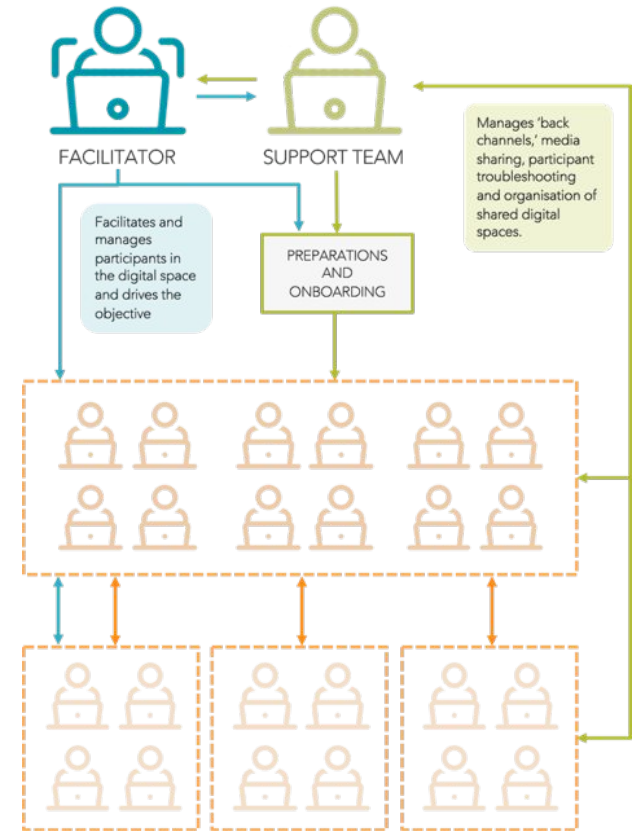 FACILITATOR
SUPPORT TEAM
Manages ‘back
channels,’ media
sharing, participant
troubleshooting
and organisation of
shared digital
spaces.
Facilitates and
manages
participants in
the digital space
and drives the
objective
PREPARATIONS
AND
ONBOARDING